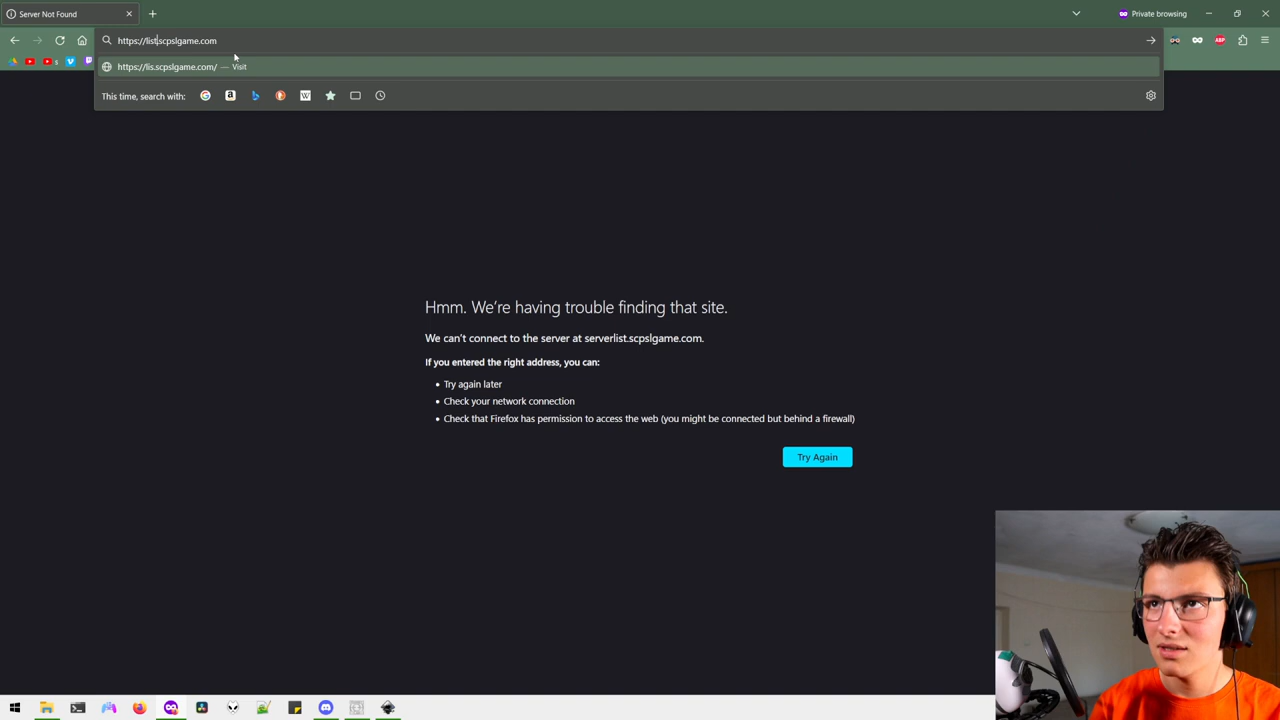 Server Not Found
Private browsing
https://list.scpslgame.com
s
https://lis.scpslgame.com/ — Visit
This time, search with:
Hmm. We're having trouble finding that site.
We can't connect to the server at serverlist.scpslgame.com.
If you entered the right address, you can:
• Try again later
• Check your network connection
• Check that Firefox has permission to access the web (you might be connected but behind a firewall)
Try Again